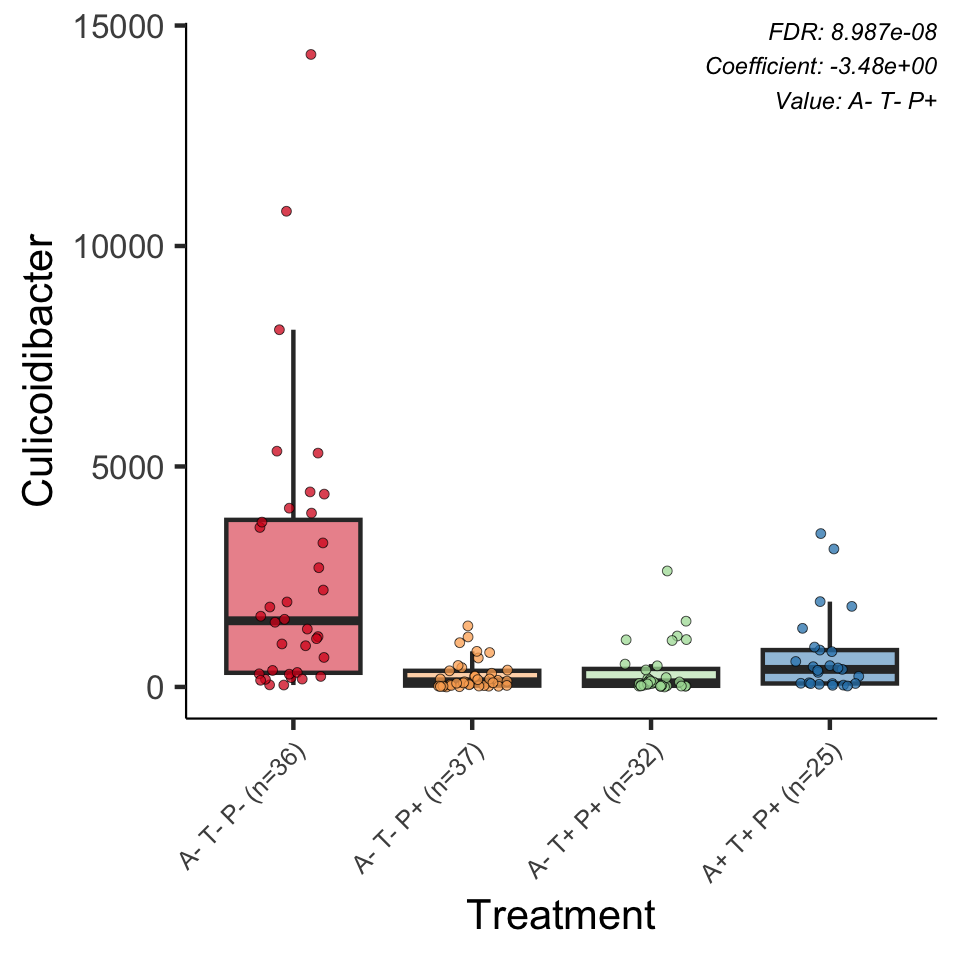 FDR: 8.987e-08
Coefficient: -3.48e+00
Value: A- T- P+
15000
10000
5000
0
Culicoidibacter
A- T- P- (n=36)
A- T- P+ (n=37)
A- T+ P+ (n=32)
A+ T+ P+ (n=25)
Treatment